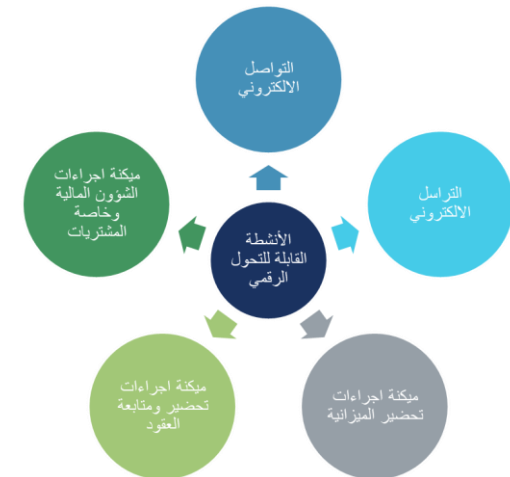 التواصل
الالكتروني
التراسل
الالكتروني
ميكنة اجراءات
الشؤون المالية
وخاصة
المشتريات
الأنشطة
القابلة للتحول
الرقمي
ميكنة اجراءات
تحضير الميزانية
ميكنة اجراءات
تحضير ومتابعة
العقود